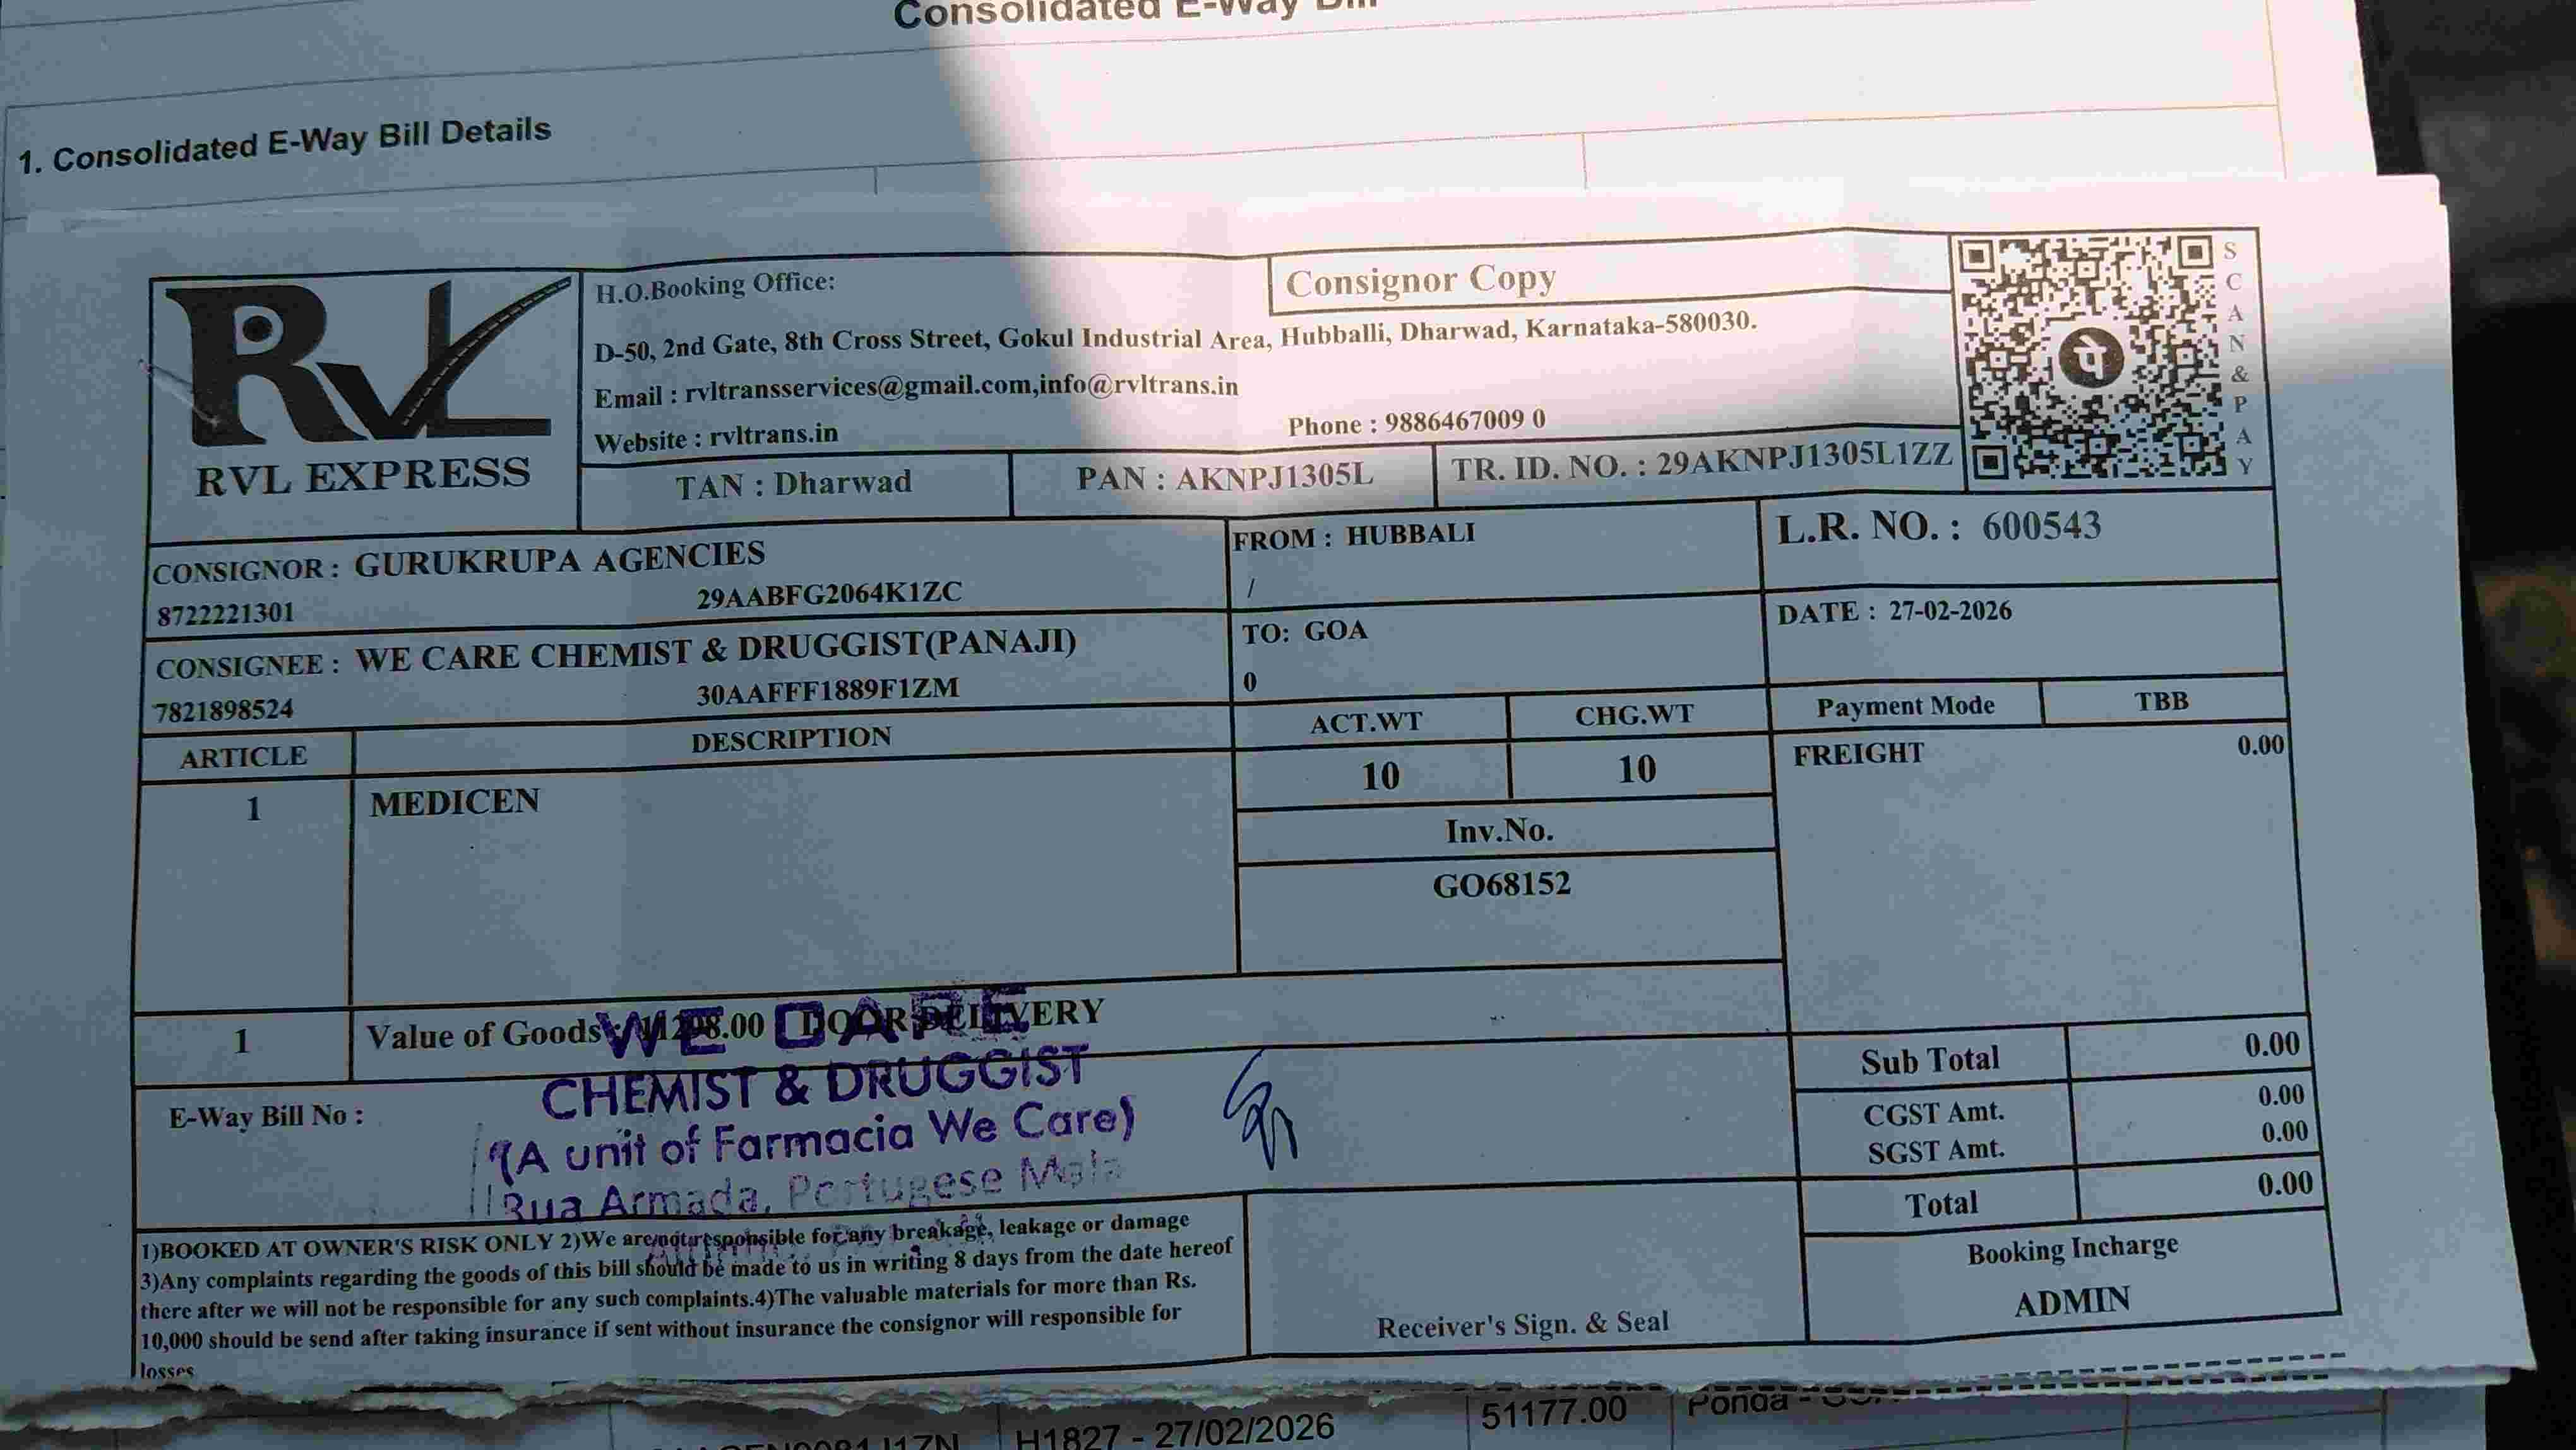 Consolidated E-Way Bill
1. Consolidated E-Way Bill Details
RVL
RVL EXPRESS
H.O.Booking Office:
Consignor Copy
D-50, 2nd Gate, 8th Cross Street, Gokul Industrial Area, Hubballi, Dharwad, Karnataka-580030.
Email : rvltransservices@gmail.com,info@rvltrans.in
Website : rvltrans.in
Phone : 9886467009 0
TAN : Dharwad
PAN : AKNPJ1305L
TR. ID. NO. : 29AKNPJ1305L1ZZ
पे
SCAN&PAY
CONSIGNOR : GURUKRUPA AGENCIES
8722221301 29AABFG2064K1ZC
FROM : HUBBALI
/
L.R. NO. : 600543
CONSIGNEE : WE CARE CHEMIST & DRUGGIST(PANAJI)
7821898524 30AAFFF1889F1ZM
TO: GOA
0
DATE : 27-02-2026
ARTICLE DESCRIPTION ACT.WT CHG.WT Payment Mode TBB
1 MEDICEN 10 10 FREIGHT 0.00
Inv.No.
GO68152
1 Value of Goods DOOR DELIVERY
E-Way Bill No :
WE CARE
CHEMIST & DRUGGIST
(A unit of Farmacia We Care)
Rua Armada, Portugese Mala
Sub Total 0.00
CGST Amt. 0.00
SGST Amt. 0.00
Total 0.00
1)BOOKED AT OWNER'S RISK ONLY 2)We are not responsible for any breakage, leakage or damage
3)Any complaints regarding the goods of this bill should be made to us in writing 8 days from the date hereof
there after we will not be responsible for any such complaints.4)The valuable materials for more than Rs.
10,000 should be send after taking insurance if sent without insurance the consignor will responsible for
losses
Receiver's Sign. & Seal
Booking Incharge
ADMIN
H1827 - 27/02/2026
51177.00
Ponda -